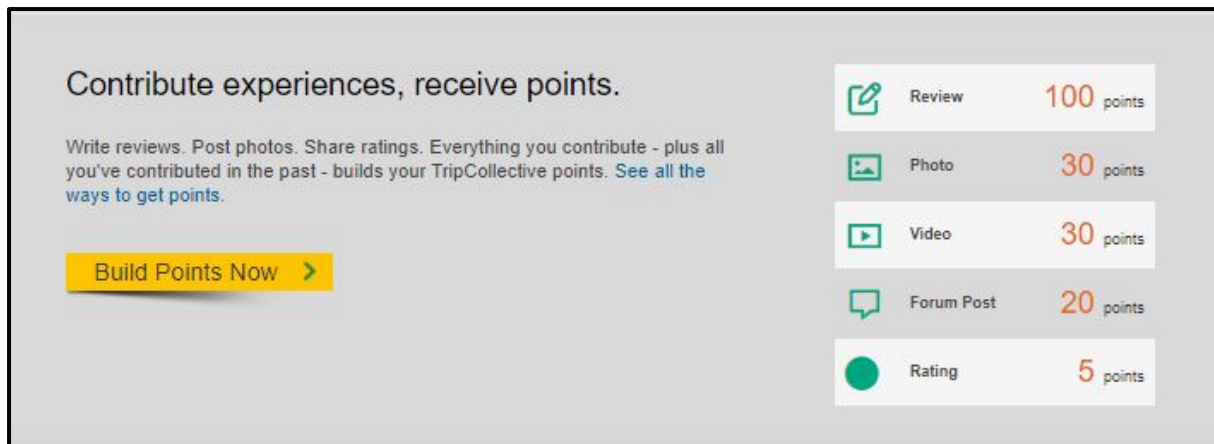 Contribute experiences, receive points.
Write reviews. Post photos. Share ratings. Everything you contribute - plus all
you've contributed in the past - builds your TripCollective points. See all the
ways to get points.
Build Points Now
Review 100 points
Photo 30 points
Video 30 points
Forum Post 20 points
Rating 5 points